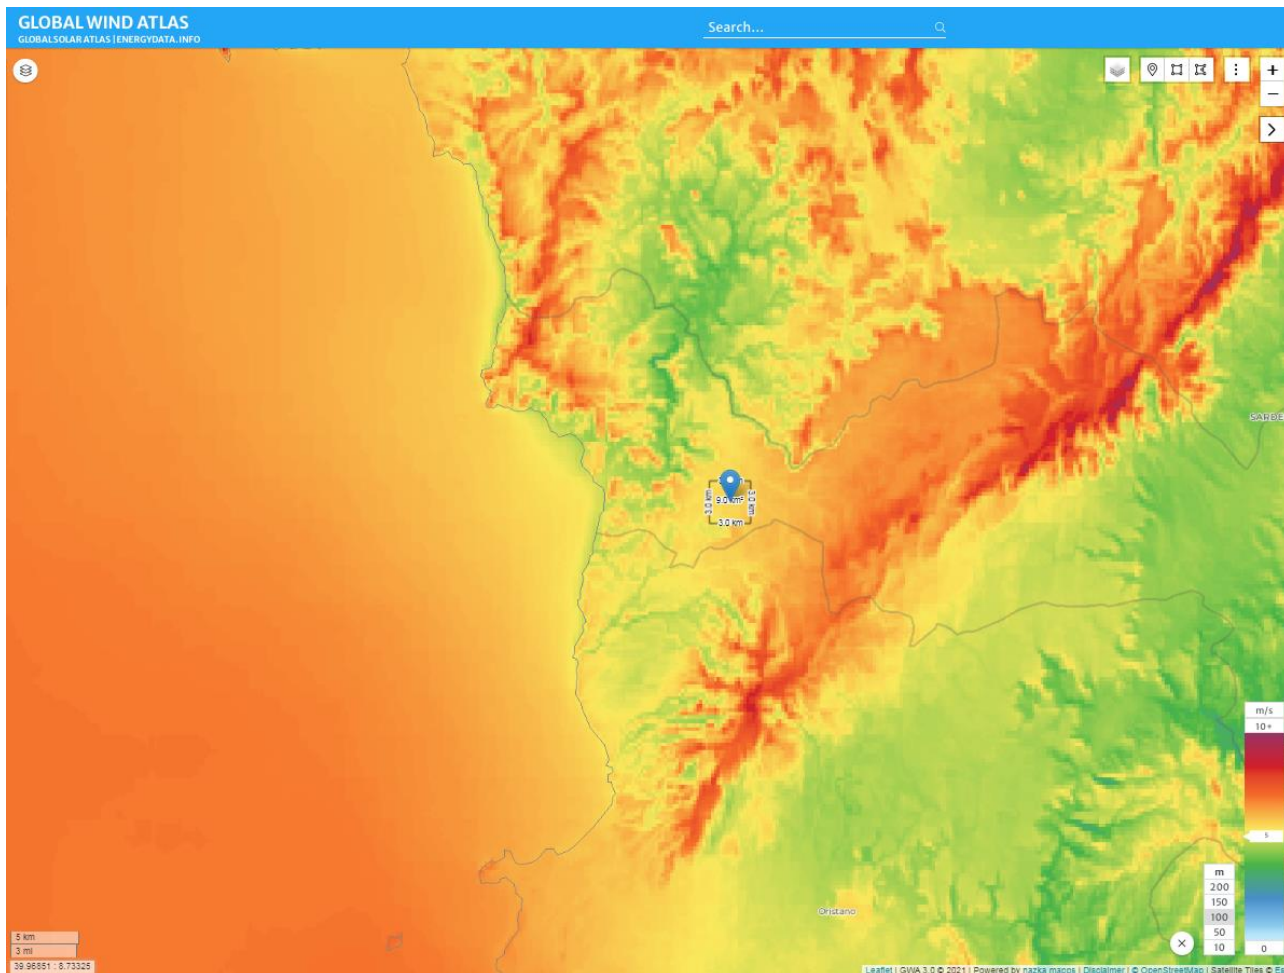 GLOBAL WIND ATLAS
GLOBAL SOLAR ATLAS | ENERGYDATA.INFO
Search...
+
−
SARDE
9.0 km²
3.0 km
3.0 km
3.0 km
Oristano
m/s
10+
5
0
m
200
150
100
50
10
5 km
3 mi
39.96851 : 8.73325
Leaflet | GWA 3.0 © 2021 | Powered by nazka mapps | Disclaimer | © OpenStreetMap | Satellite Tiles ©